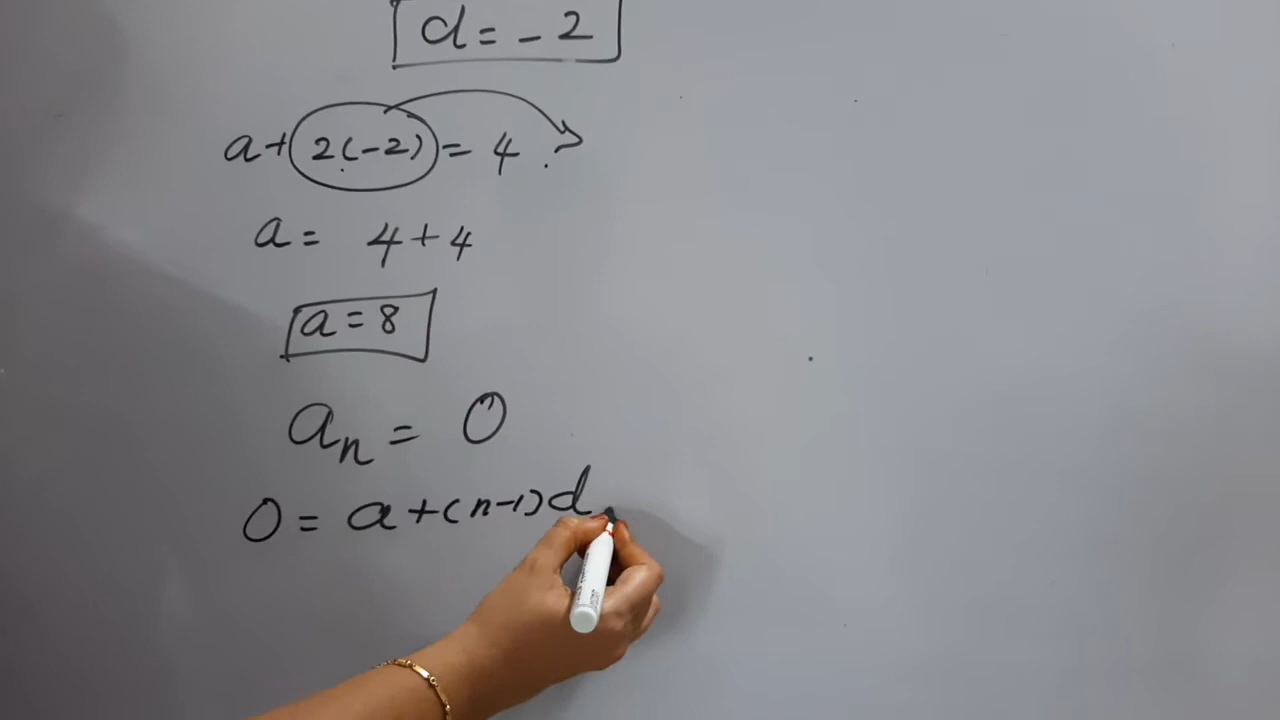 d = - 2
a + 2(-2) = 4
a = 4 + 4
a = 8
aₙ = 0
0 = a + (n-1) d